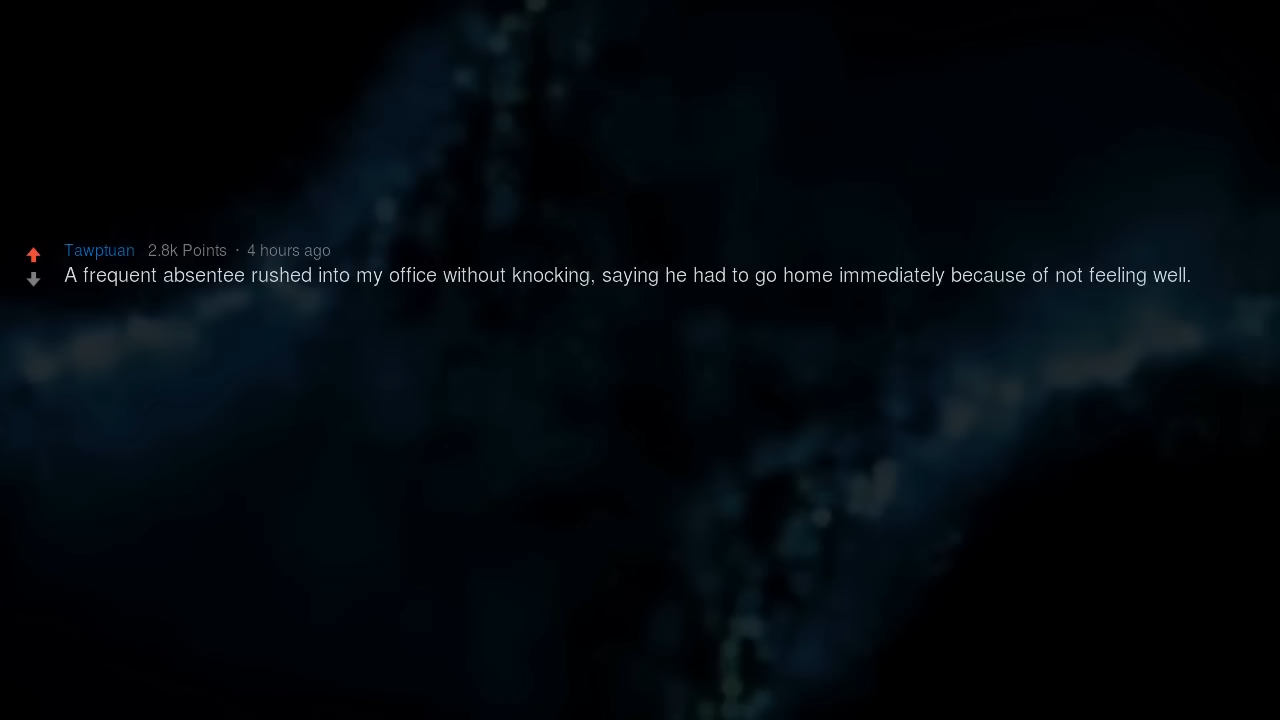 Tawptuan 2.8k Points · 4 hours ago
A frequent absentee rushed into my office without knocking, saying he had to go home immediately because of not feeling well.